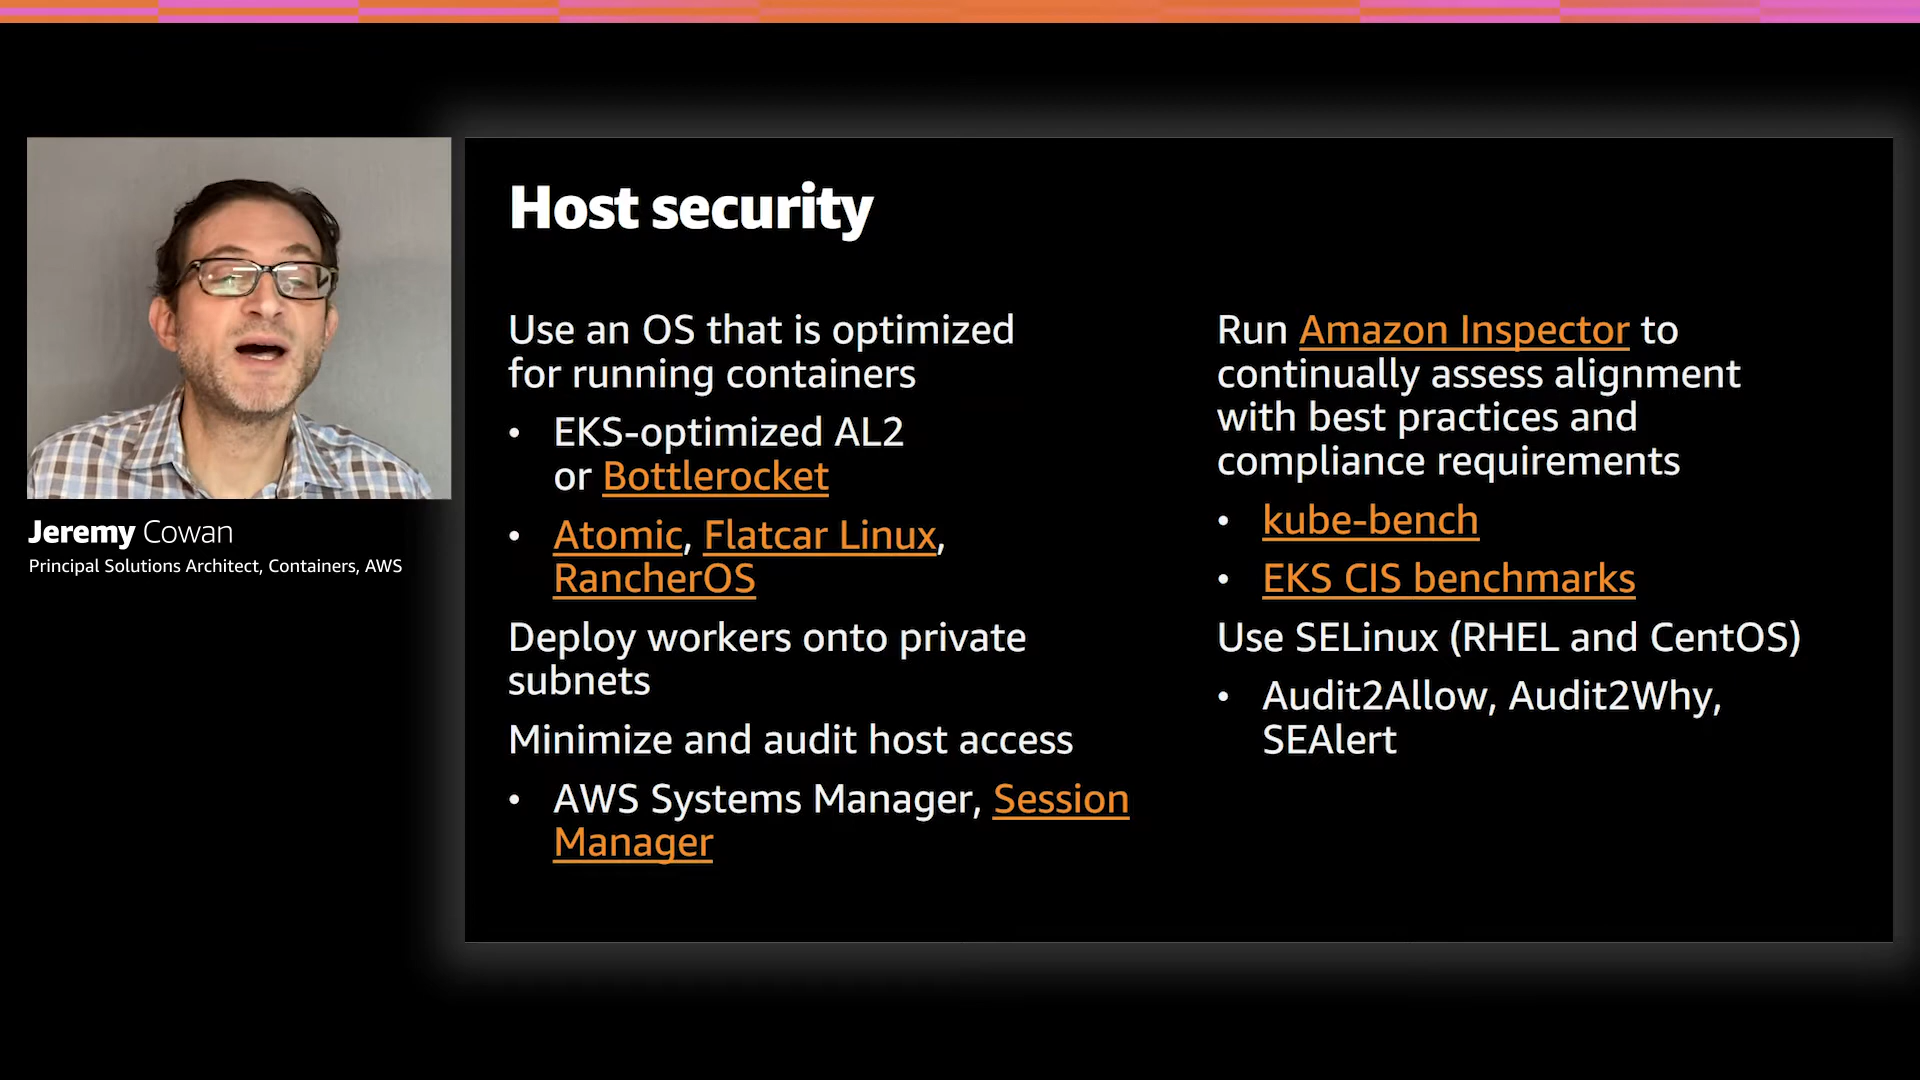 Host security
Use an OS that is optimized
for running containers
• EKS-optimized AL2
or Bottlerocket
• Atomic, Flatcar Linux,
RancherOS
Deploy workers onto private
subnets
Minimize and audit host access
• AWS Systems Manager, Session
Manager
Run Amazon Inspector to
continually assess alignment
with best practices and
compliance requirements
• kube-bench
• EKS CIS benchmarks
Use SELinux (RHEL and CentOS)
• Audit2Allow, Audit2Why,
SEAlert
Jeremy Cowan
Principal Solutions Architect, Containers, AWS